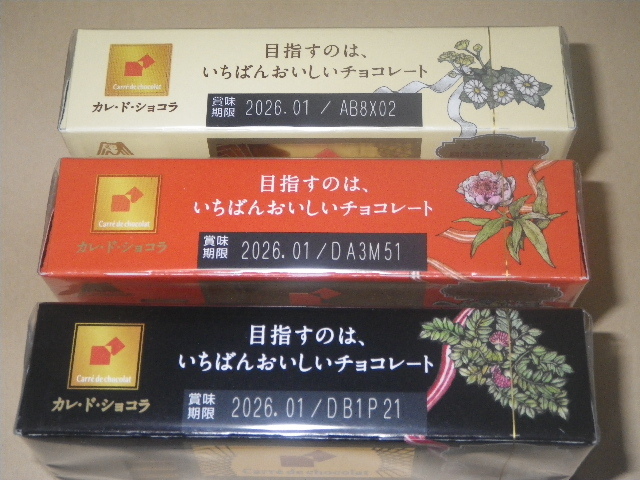 目指すのは、
いちばんおいしいチョコレート
Carré de chocolat
カレ・ド・ショコラ
賞味
期限 2026.01 / AB8X02
目指すのは、
いちばんおいしいチョコレート
Carré de chocolat
カレ・ド・ショコラ
賞味
期限 2026.01/DA3M51
目指すのは、
いちばんおいしいチョコレート
Carré de chocolat
カレ・ド・ショコラ
賞味
期限 2026.01/DB1P21
Carré de chocolat